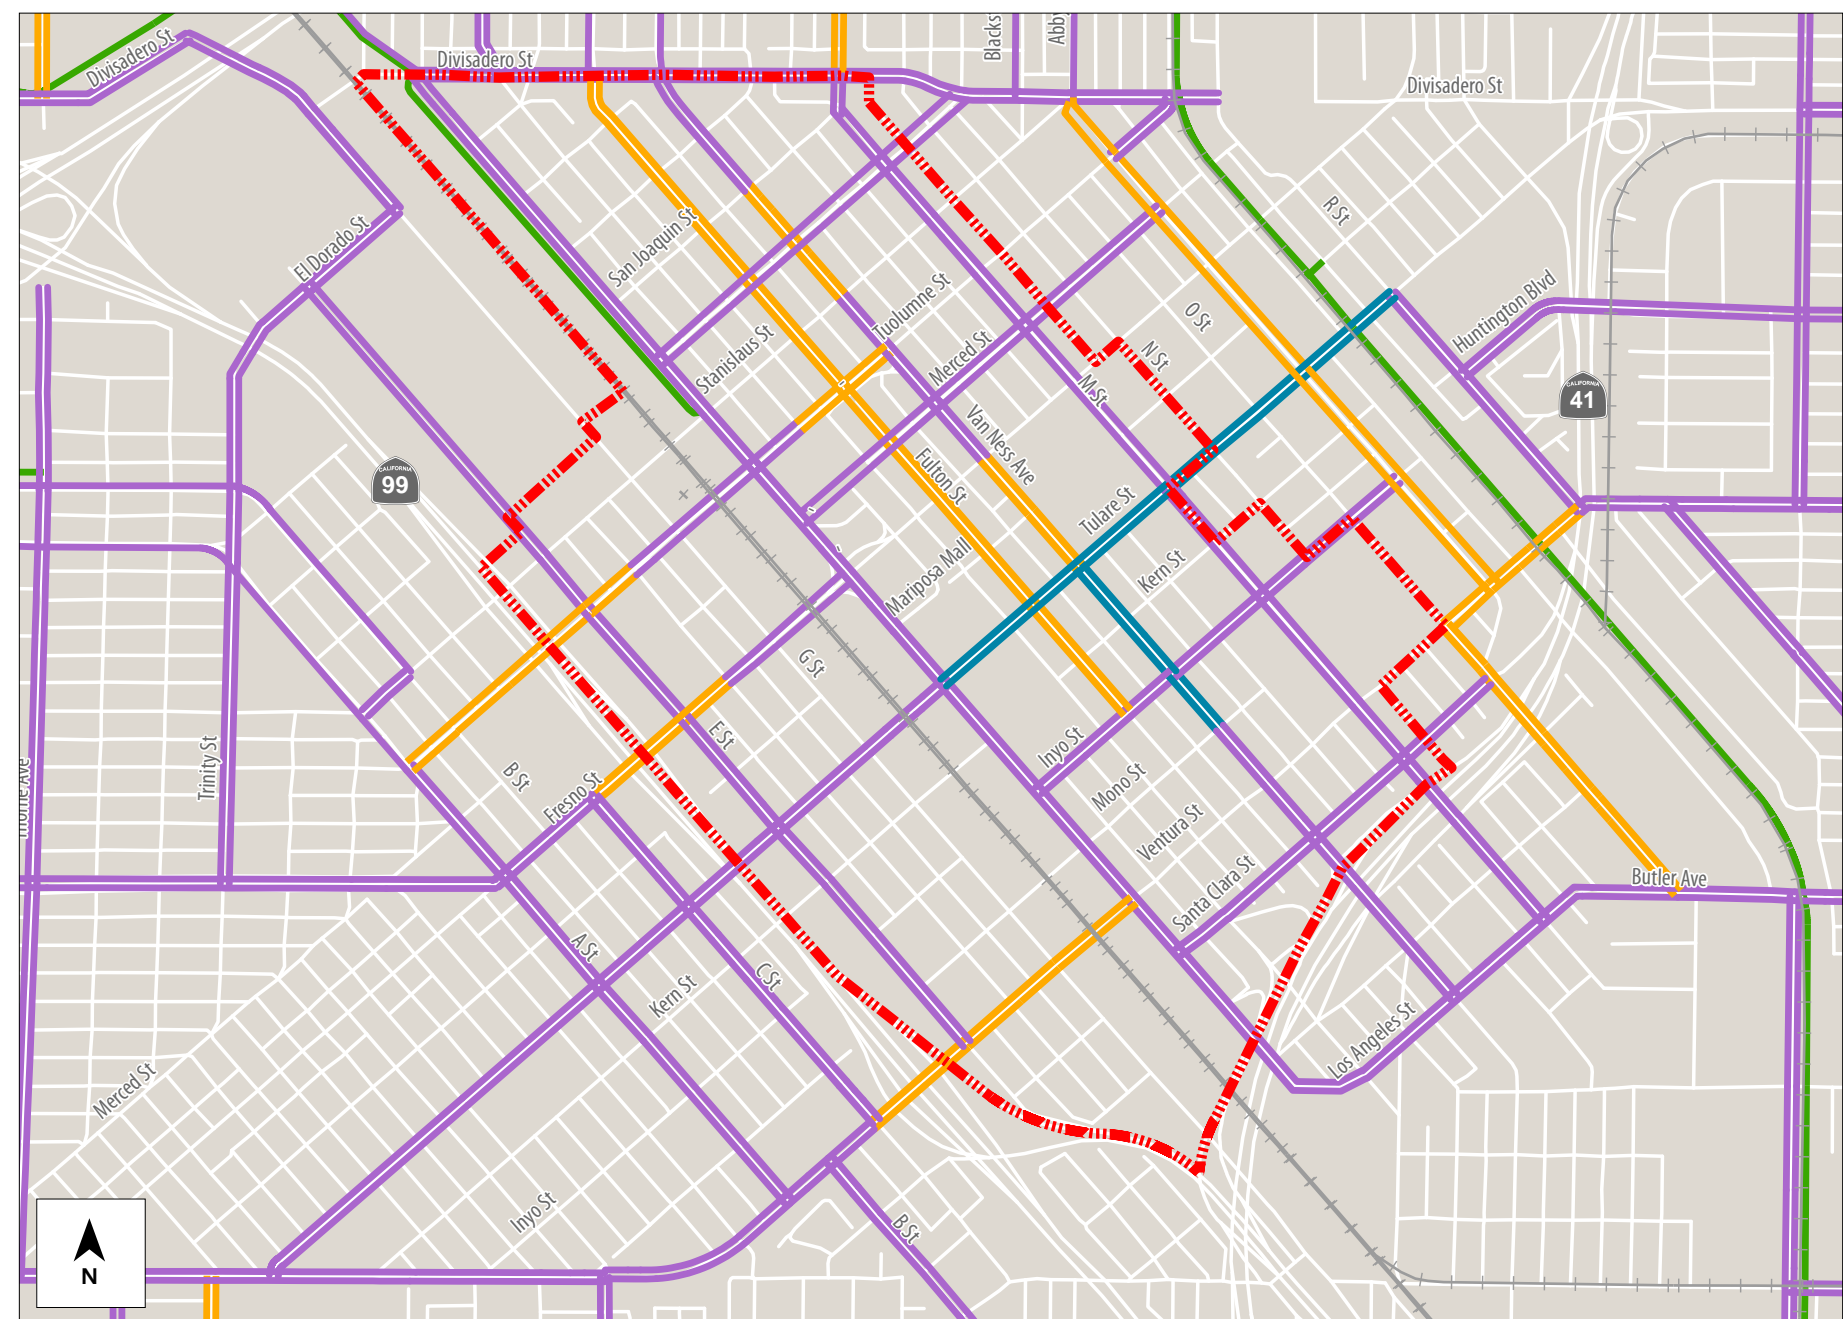 Divisadero St
Divisadero St
Blacks
Abby
Divisadero St
R St
El Dorado St
San Joaquin St
Tuolumne St
Stanislaus St
Merced St
O St
N St
Huntington Blvd
M St
CALIFORNIA
41
CALIFORNIA
99
Van Ness Ave
Fulton St
Tulare St
Kern St
Mariposa Mall
G St
E St
Inyo St
Mono St
Ventura St
Santa Clara St
Trinity St
B St
Fresno St
Butler Ave
A St
C St
Kern St
Los Angeles St
Merced St
Inyo St
B St
N